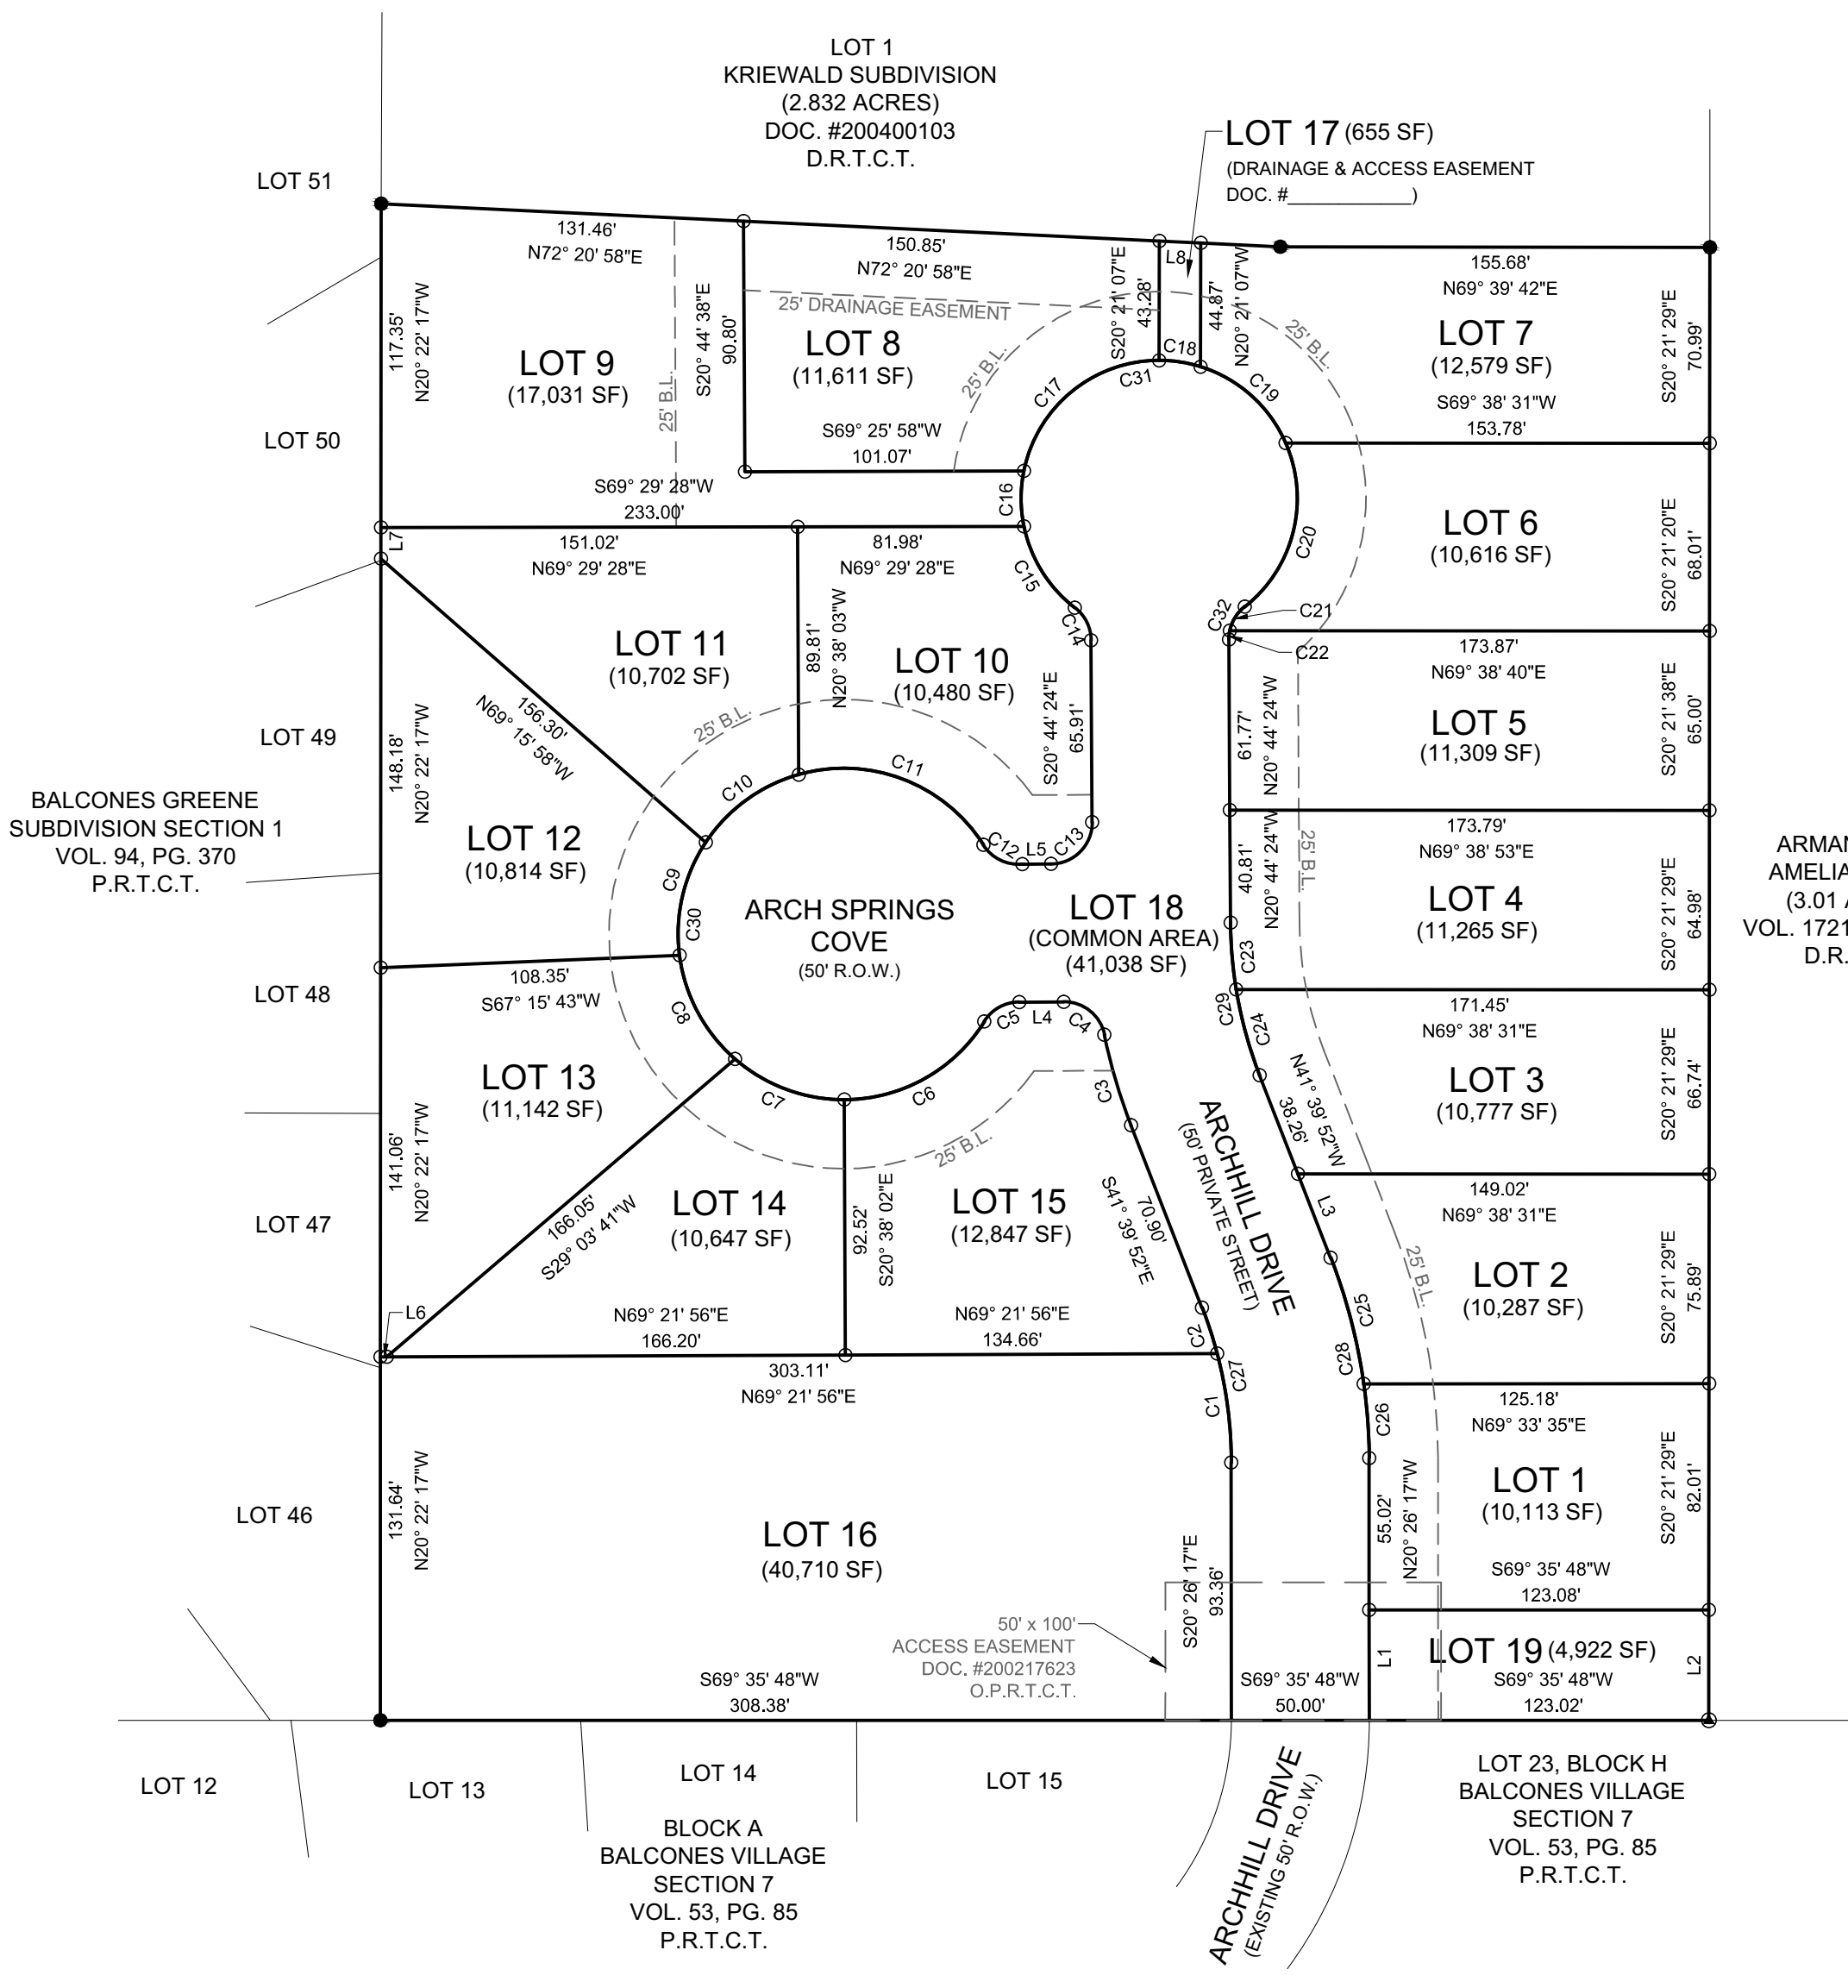 LOT 1
KRIEWALD SUBDIVISION
(2.832 ACRES)
DOC. #200400103
D.R.T.C.T.
LOT 17 (655 SF)
(DRAINAGE & ACCESS EASEMENT
DOC. #____________)
LOT 51
131.46'
N72° 20' 58"E
150.85'
N72° 20' 58"E
L8
155.68'
N69° 39' 42"E
117.35'
N20° 22' 17"W
25' B.L.
S20° 44' 38"E
90.80'
25' DRAINAGE EASEMENT
S20° 21' 07"E
43.28'
44.87'
N20° 21' 07"W
25' B.L.
25' B.L.
LOT 9
(17,031 SF)
LOT 8
(11,611 SF)
LOT 7
(12,579 SF)
S20° 21' 29"E
70.99'
C17
C31
C18
C19
S69° 38' 31"W
153.78'
LOT 50
S69° 25' 58"W
101.07'
S69° 29' 28"W
233.00'
C16
L7
151.02'
N69° 29' 28"E
81.98'
N69° 29' 28"E
C15
C14
C20
C32
C21
C22
LOT 6
(10,616 SF)
S20° 21' 20"E
68.01'
LOT 11
(10,702 SF)
89.81'
N20° 38' 03"W
LOT 10
(10,480 SF)
S20° 44' 24"E
65.91'
173.87'
N69° 38' 40"E
61.77'
N20° 44' 24"W
LOT 5
(11,309 SF)
S20° 21' 38"E
65.00'
LOT 49
148.18'
N20° 22' 17"W
156.30'
N69° 15' 58"W
25' B.L.
C10
C11
C12
L5
C13
BALCONES GREENE
SUBDIVISION SECTION 1
VOL. 94, PG. 370
P.R.T.C.T.
LOT 12
(10,814 SF)
C9
C30
173.79'
N69° 38' 53"E
40.81'
N20° 44' 24"W
25' B.L.
LOT 4
(11,265 SF)
S20° 21' 29"E
64.98'
ARMAN
AMELIA
(3.01 A
VOL. 1721
D.R.
ARCH SPRINGS
COVE
(50' R.O.W.)
LOT 18
(COMMON AREA)
(41,038 SF)
C23
LOT 48
108.35'
S67° 15' 43"W
C8
C5
L4
C4
C29
C24
171.45'
N69° 38' 31"E
LOT 13
(11,142 SF)
C7
C6
C3
25' B.L.
N41° 39' 52"W
38.26'
LOT 3
(10,777 SF)
S20° 21' 29"E
66.74'
141.06'
N20° 22' 17"W
LOT 47
166.05'
S29° 03' 41"W
LOT 14
(10,647 SF)
92.52'
S20° 38' 02"E
LOT 15
(12,847 SF)
70.90'
S41° 39' 52"E
ARCHHILL DRIVE
(50' PRIVATE STREET)
L3
149.02'
N69° 38' 31"E
25' B.L.
LOT 2
(10,287 SF)
S20° 21' 29"E
75.89'
L6
N69° 21' 56"E
166.20'
N69° 21' 56"E
134.66'
C2
C27
C1
C25
C28
303.11'
N69° 21' 56"E
125.18'
N69° 33' 35"E
C26
131.64'
N20° 22' 17"W
LOT 46
LOT 16
(40,710 SF)
55.02'
N20° 26' 17"W
LOT 1
(10,113 SF)
S20° 21' 29"E
82.01'
S69° 35' 48"W
123.08'
50' x 100'
ACCESS EASEMENT
DOC. #200217623
O.P.R.T.C.T.
S20° 26' 17"E
93.36'
L1
LOT 19 (4,922 SF)
L2
S69° 35' 48"W
308.38'
S69° 35' 48"W
50.00'
S69° 35' 48"W
123.02'
LOT 12
LOT 13
LOT 14
LOT 15
BLOCK A
BALCONES VILLAGE
SECTION 7
VOL. 53, PG. 85
P.R.T.C.T.
ARCHHILL DRIVE
(EXISTING 50' R.O.W.)
LOT 23, BLOCK H
BALCONES VILLAGE
SECTION 7
VOL. 53, PG. 85
P.R.T.C.T.